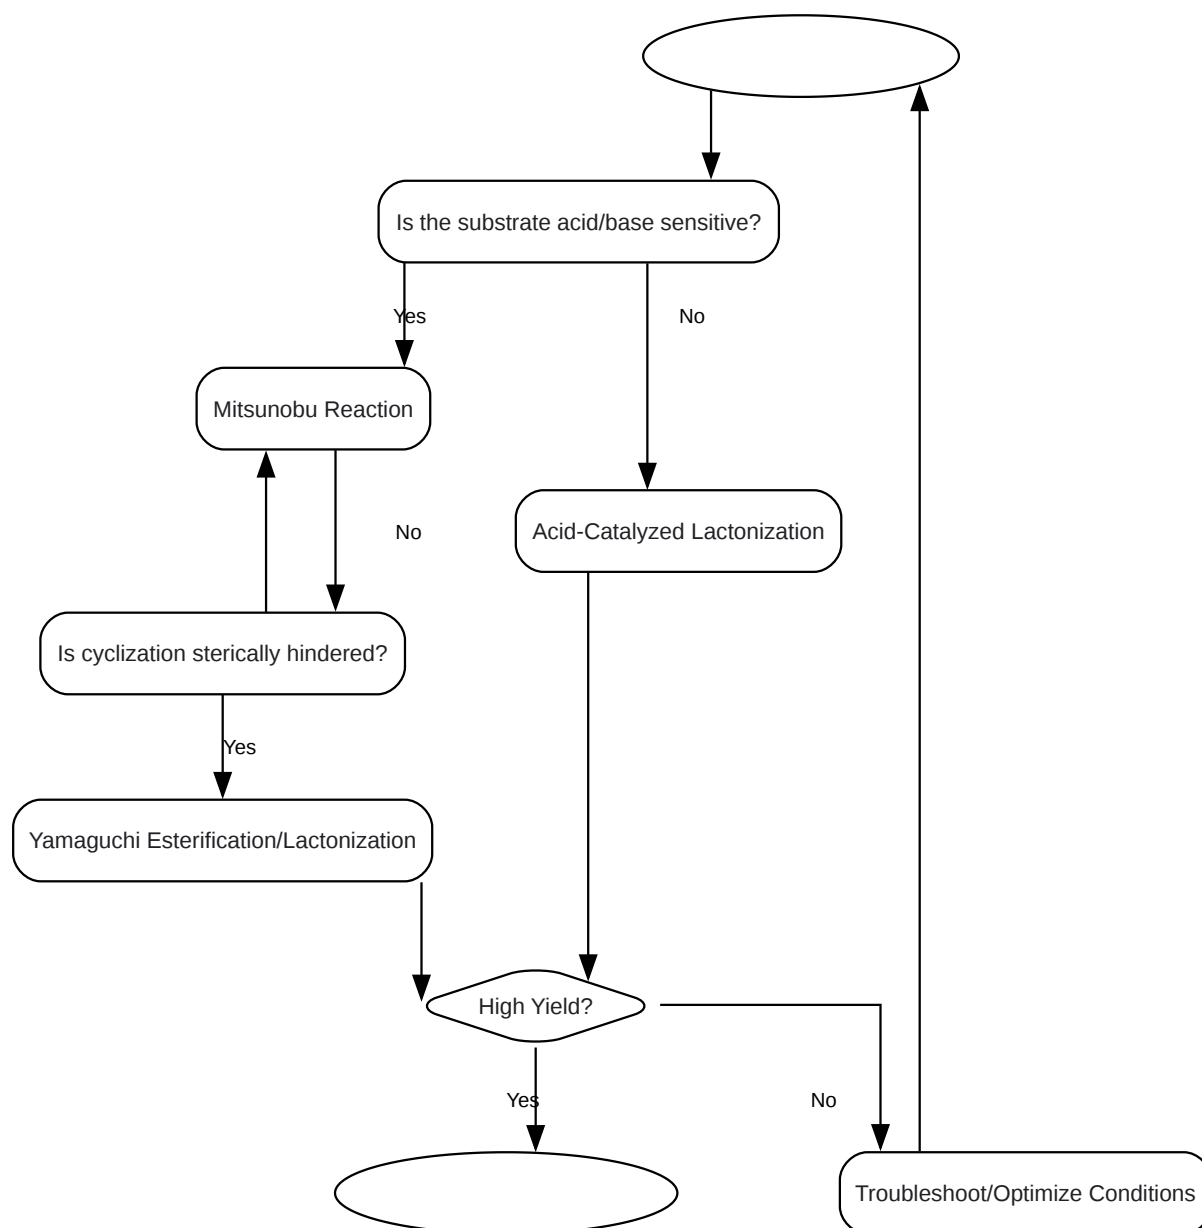 Is the substrate acid/base sensitive?
Yes
No
Mitsunobu Reaction
No
Acid-Catalyzed Lactonization
Is cyclization sterically hindered?
Yes
Yamaguchi Esterification/Lactonization
High Yield?
Yes
No
Troubleshoot/Optimize Conditions